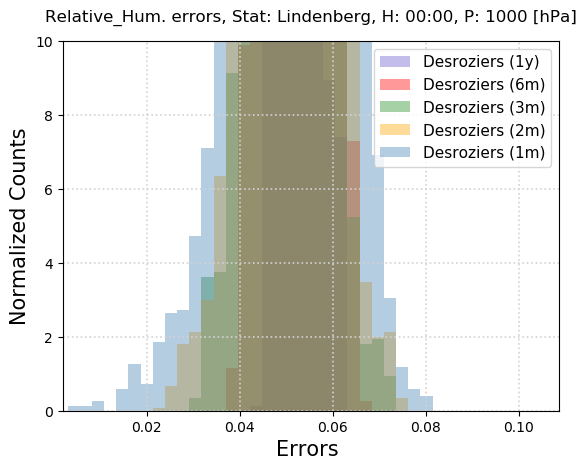 Relative_Hum. errors, Stat: Lindenberg, H: 00:00, P: 1000 [hPa]
10
8
6
4
2
0
Normalized Counts
Desroziers (1y)
Desroziers (6m)
Desroziers (3m)
Desroziers (2m)
Desroziers (1m)
0.02 0.04 0.06 0.08 0.10
Errors